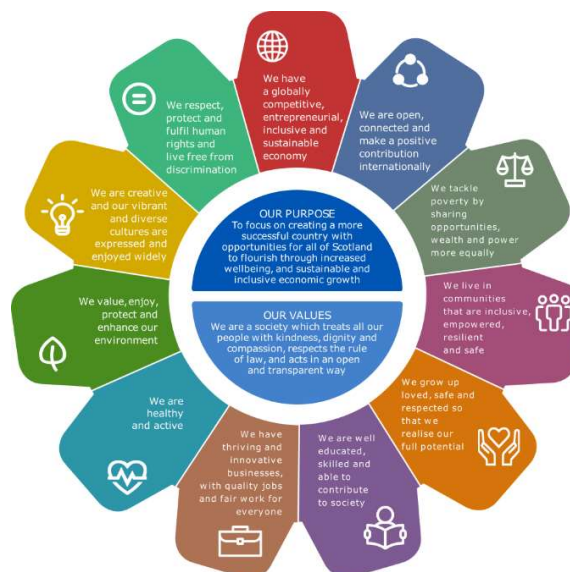 We have
a globally
competitive,
entrepreneurial,
inclusive and
sustainable
economy
We are open,
connected and
make a positive
contribution
internationally
We tackle
poverty by
sharing
opportunities,
wealth and power
more equally
We live in
communities
that are inclusive,
empowered,
resilient
and safe
We grow up
loved, safe and
respected so
that we
realise our
full potential
We are well
educated,
skilled and
able to
contribute
to society
We have
thriving and
innovative
businesses,
with quality jobs
and fair work for
everyone
We are
healthy
and active
We value, enjoy,
protect and
enhance our
environment
We are creative
and our vibrant
and diverse
cultures are
expressed and
enjoyed widely
We respect,
protect and
fulfil human
rights and
live free from
discrimination
OUR PURPOSE
To focus on creating a more
successful country with
opportunities for all of Scotland
to flourish through increased
wellbeing, and sustainable and
inclusive economic growth
OUR VALUES
We are a society which treats all our
people with kindness, dignity and
compassion, respects the rule
of law, and acts in an open
and transparent way